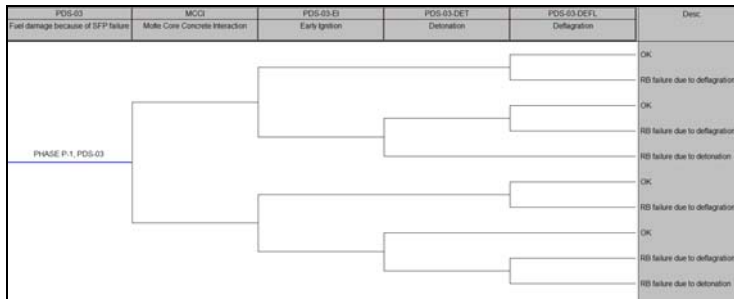 PDS-03 MCCI PDS-03-EI PDS-03-DET PDS-03-DEFL Desc.
Fuel damage because of SFP failure Molte Core Concrete Interaction Early Ignition Detonation Deflagration
OK
RB failure due to deflagration
OK
RB failure due to deflagration
PHASE P-1, PDS-03 RB failure due to detonation
OK
RB failure due to deflagration
OK
RB failure due to deflagration
RB failure due to detonation